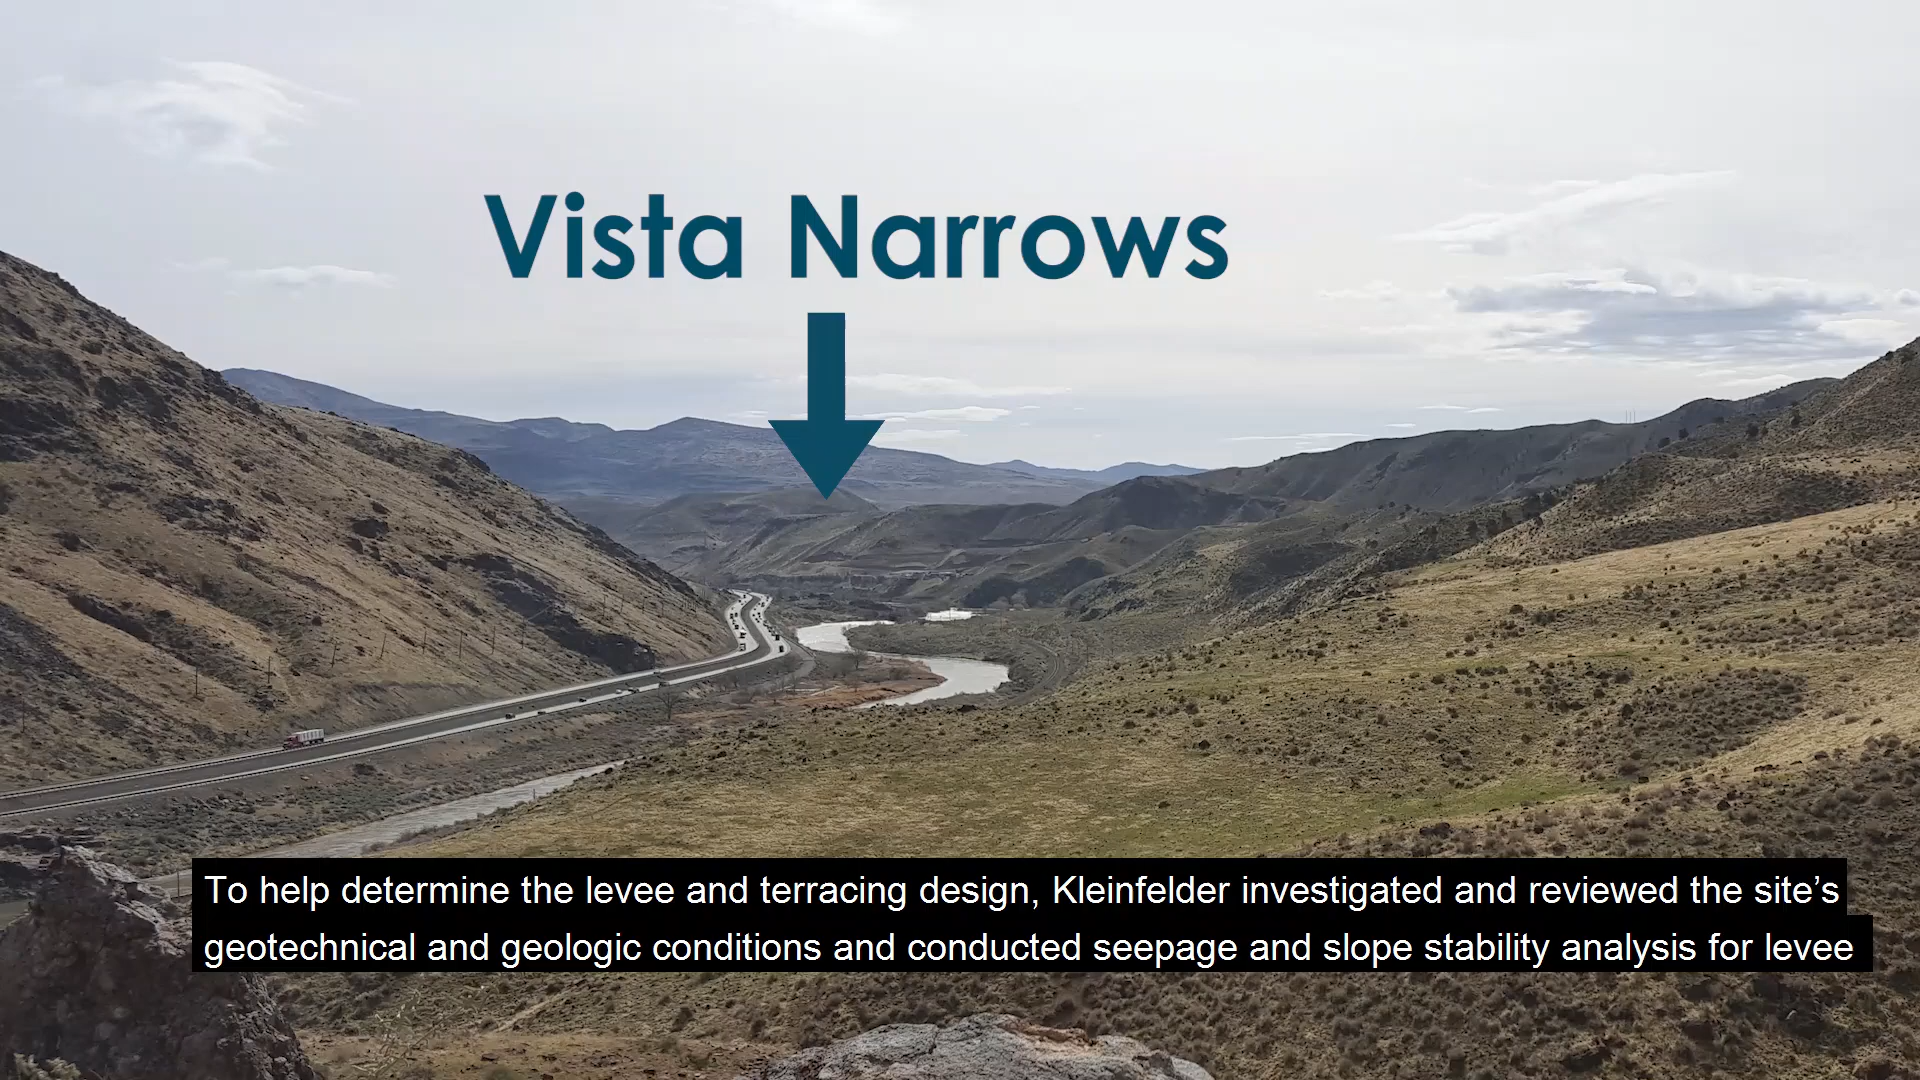 Vista Narrows
To help determine the levee and terracing design, Kleinfelder investigated and reviewed the site’s
geotechnical and geologic conditions and conducted seepage and slope stability analysis for levee